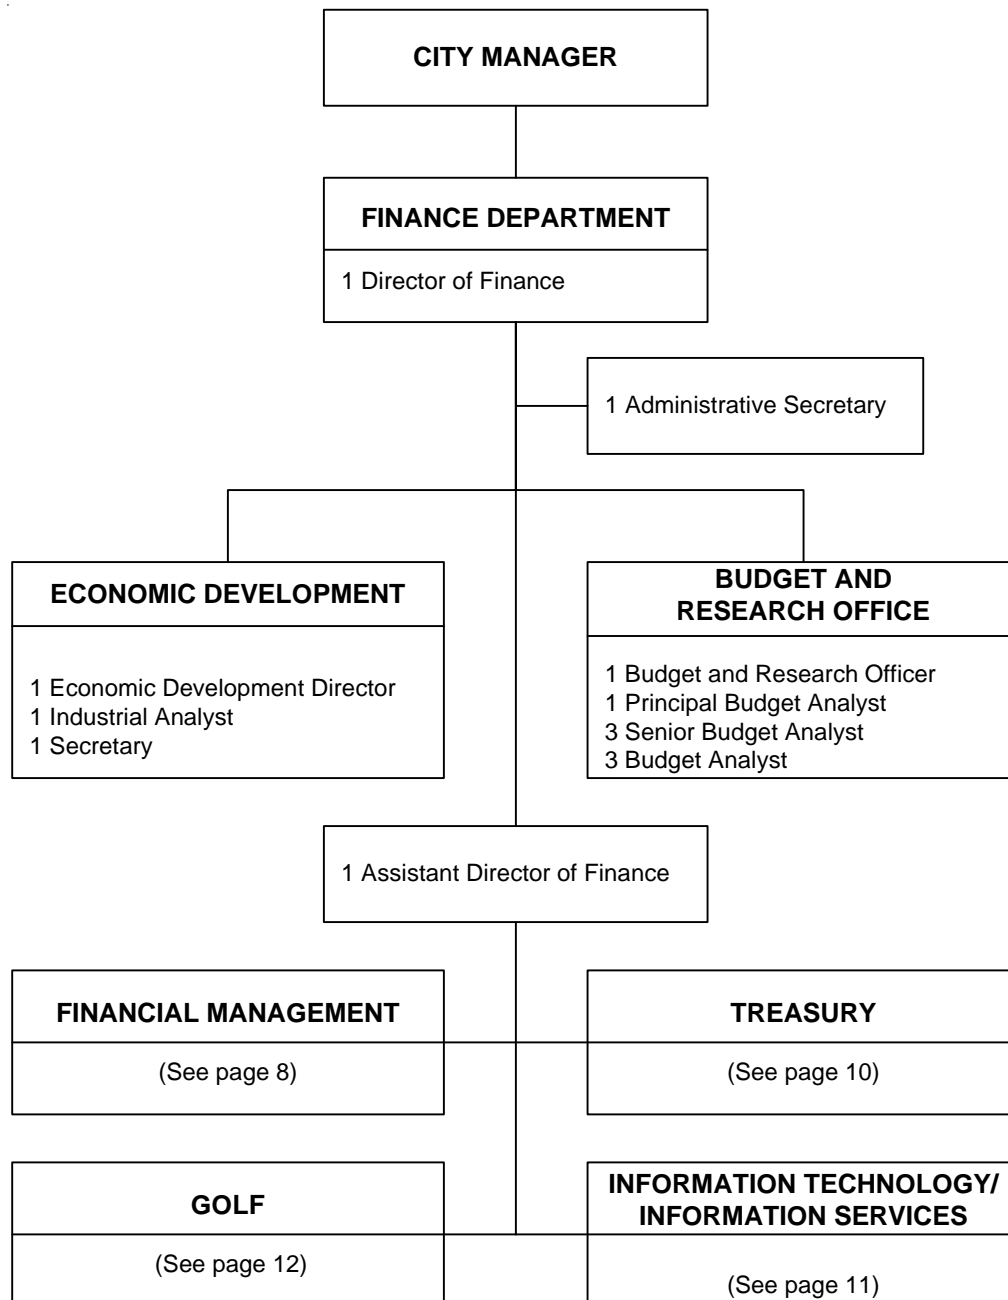 CITY MANAGER
FINANCE DEPARTMENT
1 Director of Finance
1 Administrative Secretary
ECONOMIC DEVELOPMENT
1 Economic Development Director
1 Industrial Analyst
1 Secretary
BUDGET AND
RESEARCH OFFICE
1 Budget and Research Officer
1 Principal Budget Analyst
3 Senior Budget Analyst
3 Budget Analyst
1 Assistant Director of Finance
FINANCIAL MANAGEMENT
(See page 8)
TREASURY
(See page 10)
GOLF
(See page 12)
INFORMATION TECHNOLOGY/
INFORMATION SERVICES
(See page 11)